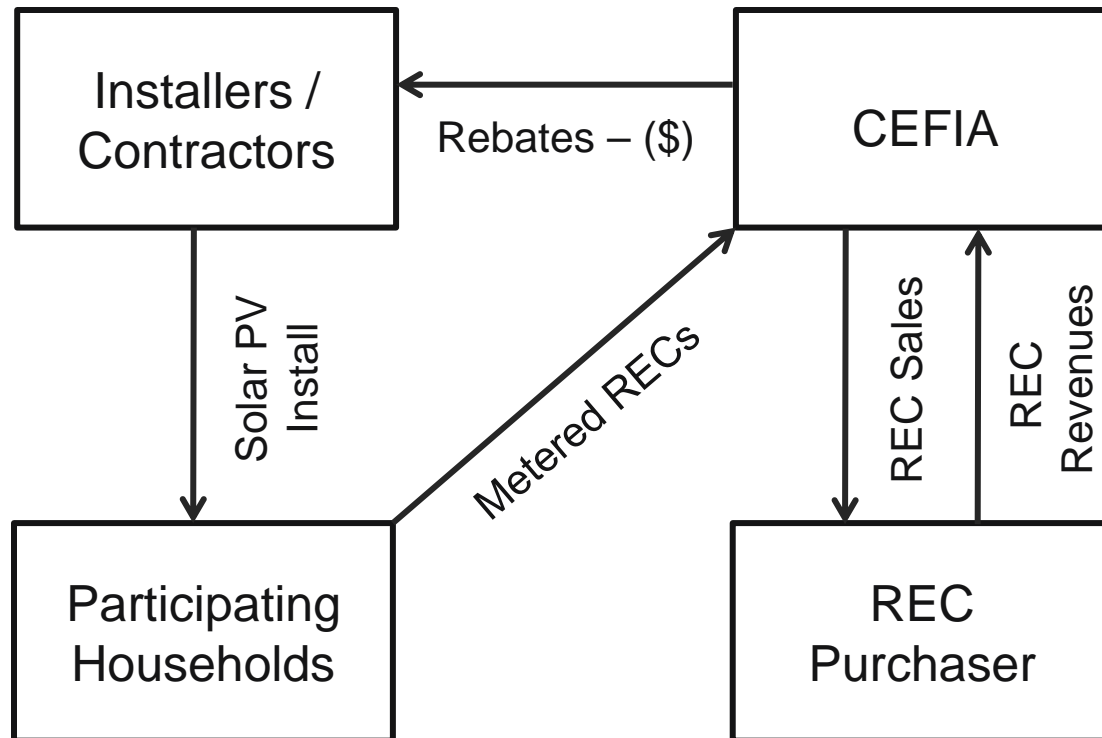 Installers /
Contractors
Rebates – ($)
CEFIA
Solar PV
Install
Metered RECs
REC Sales
REC
Revenues
Participating
Households
REC
Purchaser